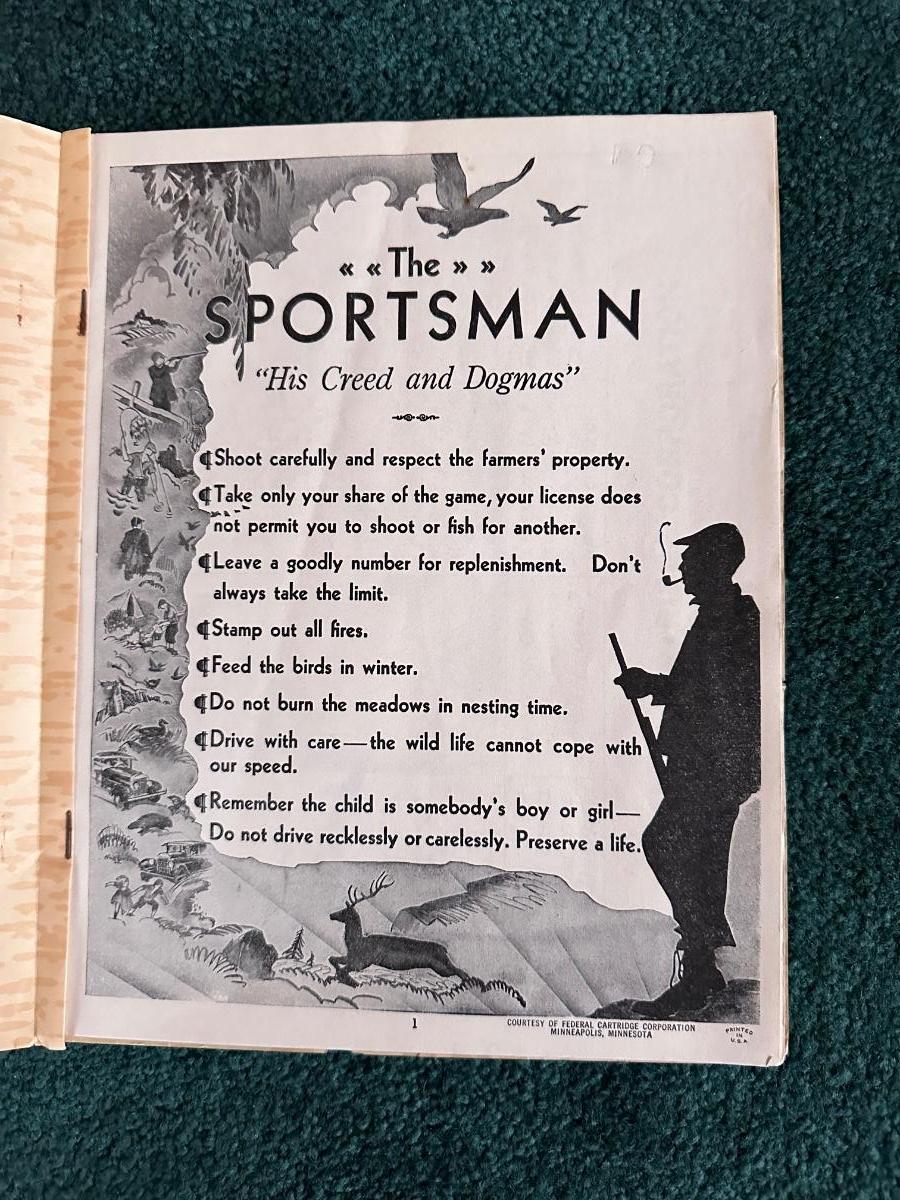 « « The » »
SPORTSMAN
“His Creed and Dogmas”
¶Shoot carefully and respect the farmers’ property.
¶Take only your share of the game, your license does
not permit you to shoot or fish for another.
¶Leave a goodly number for replenishment. Don’t
always take the limit.
¶Stamp out all fires.
¶Feed the birds in winter.
¶Do not burn the meadows in nesting time.
¶Drive with care—the wild life cannot cope with
our speed.
¶Remember the child is somebody’s boy or girl—
Do not drive recklessly or carelessly. Preserve a life.
1
COURTESY OF FEDERAL CARTRIDGE CORPORATION
MINNEAPOLIS, MINNESOTA
PRINTED
IN
U.S.A